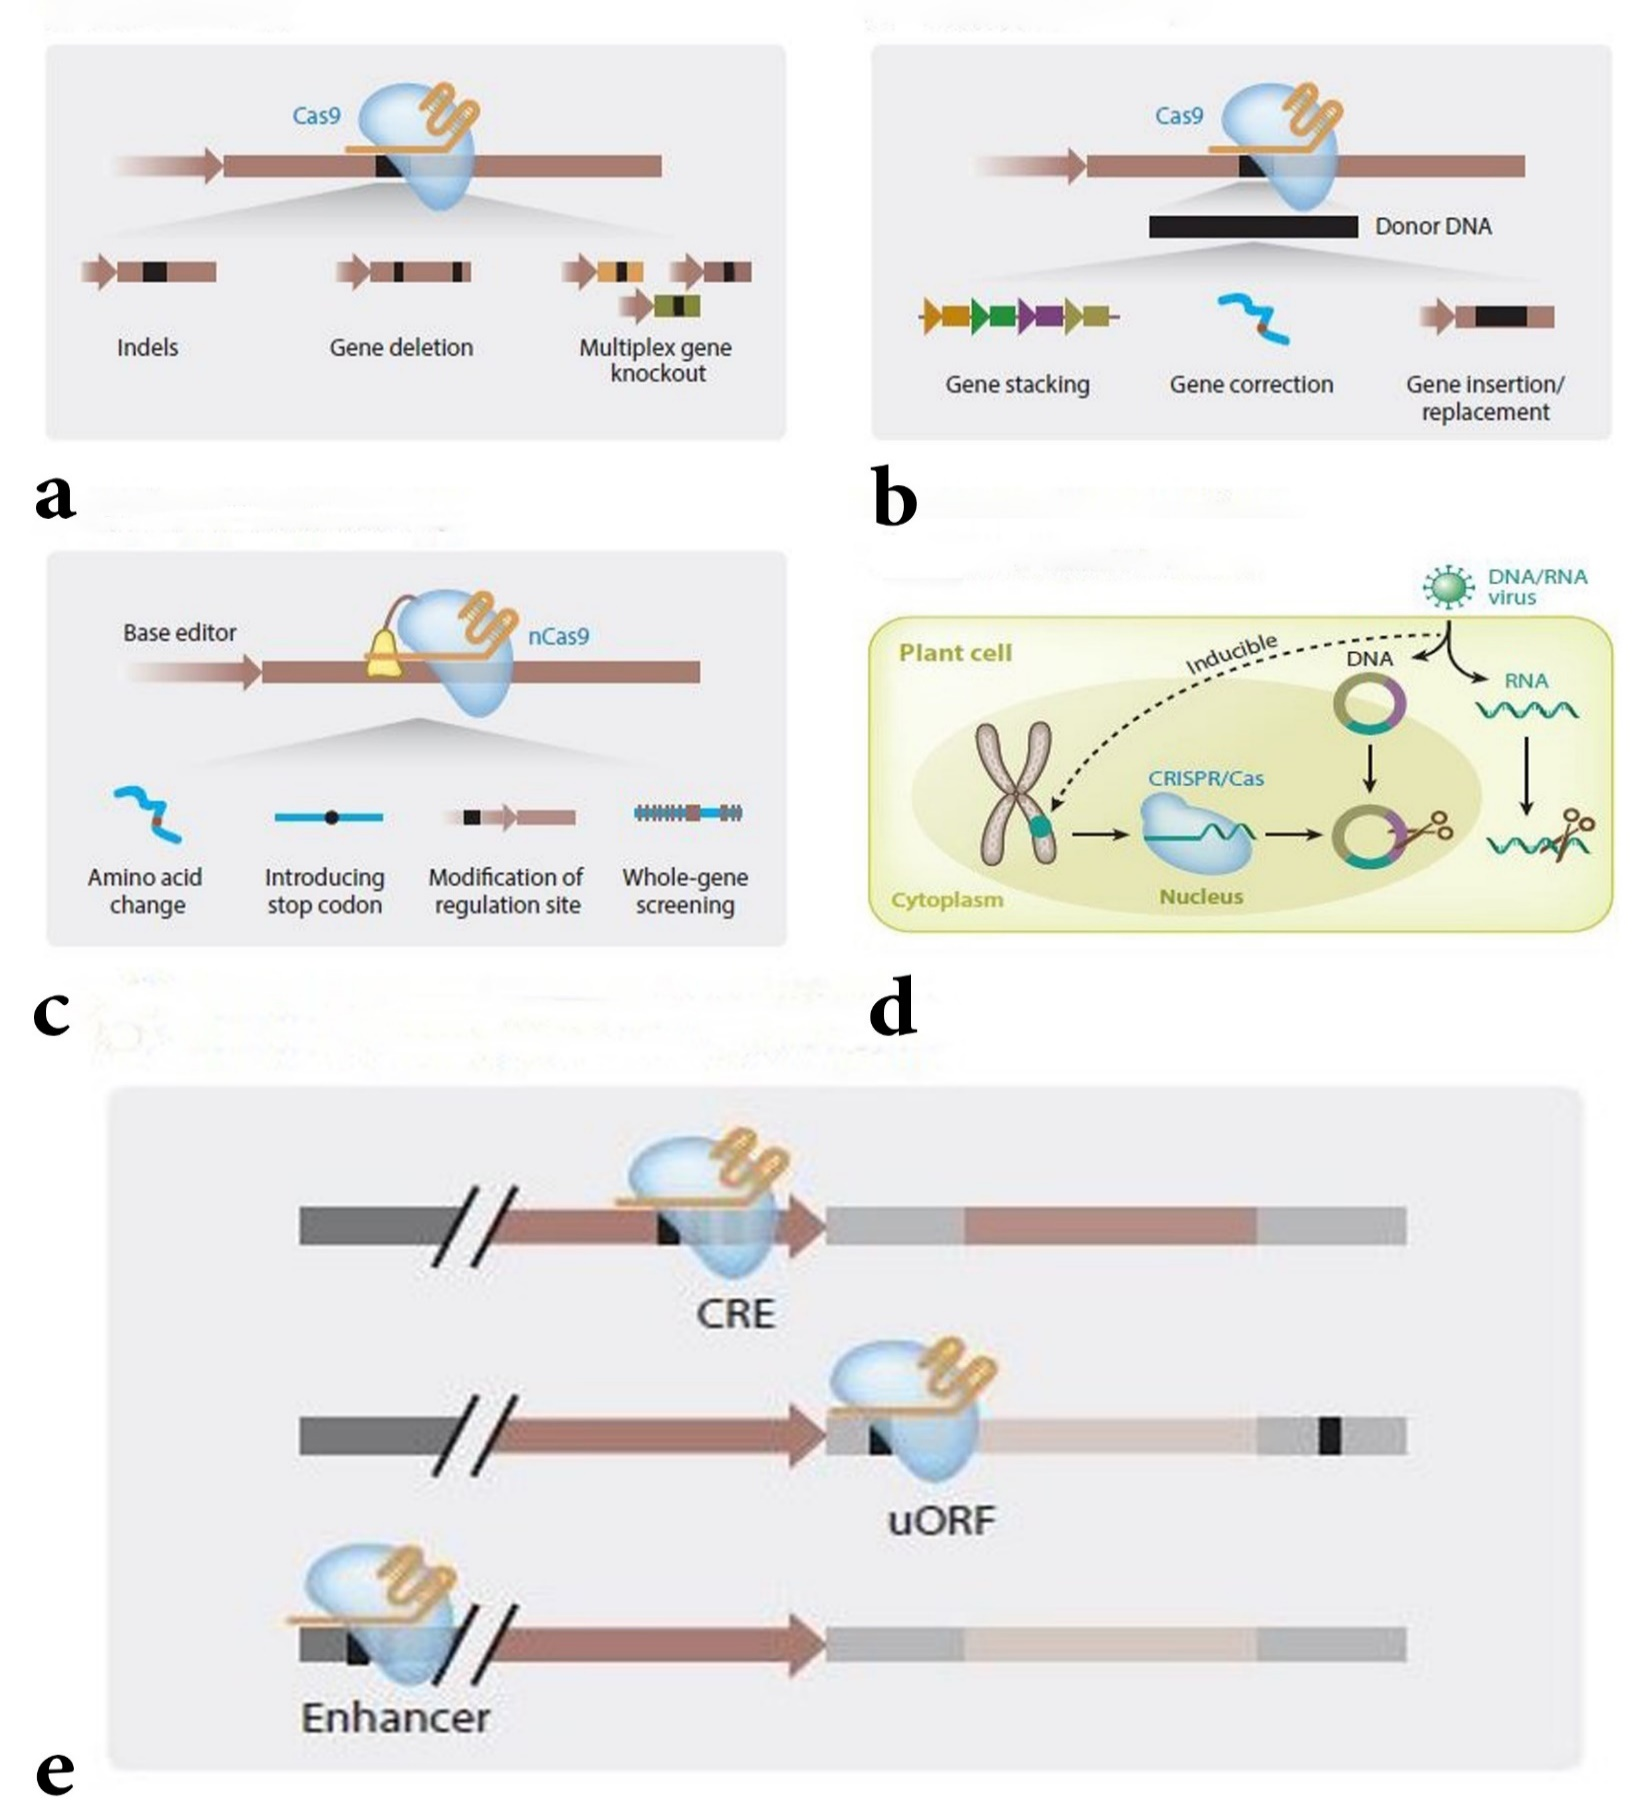 Cas9
Indels
Gene deletion
Multiplex gene
knockout
a
Cas9
Donor DNA
Gene stacking
Gene correction
Gene insertion/
replacement
b
Base editor
nCas9
Amino acid
change
Introducing
stop codon
Modification of
regulation site
Whole-gene
screening
c
DNA/RNA
virus
Plant cell
Inducible
DNA
RNA
CRISPR/Cas
Nucleus
Cytoplasm
d
CRE
uORF
Enhancer
e